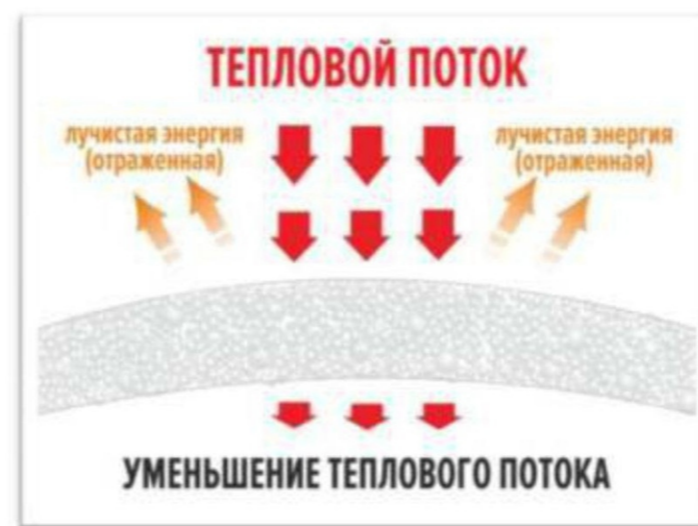 ТЕПЛОВОЙ ПОТОК
лучистая энергия
(отраженная)
лучистая энергия
(отраженная)
УМЕНЬШЕНИЕ ТЕПЛОВОГО ПОТОКА